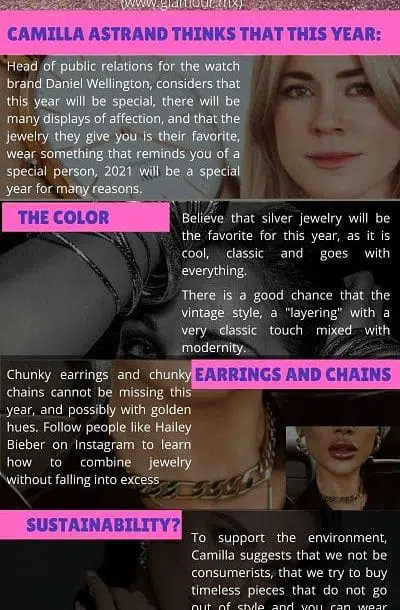 (www.glamour.mx)
CAMILLA ASTRAND THINKS THAT THIS YEAR:
Head of public relations for the watch
brand Daniel Wellington, considers that
this year will be special, there will be
many displays of affection, and that the
jewelry they give you is their favorite,
wear something that reminds you of a
special person, 2021 will be a special
year for many reasons.
THE COLOR
Believe that silver jewelry will be
the favorite for this year, as it is
cool, classic and goes with
everything.
There is a good chance that the
vintage style, a "layering" with a
very classic touch mixed with
modernity.
EARRINGS AND CHAINS
Chunky earrings and chunky
chains cannot be missing this
year, and possibly with golden
hues. Follow people like Hailey
Bieber on Instagram to learn
how to combine jewelry
without falling into excess
SUSTAINABILITY?
To support the environment,
Camilla suggests that we not be
consumerists, that we try to buy
timeless pieces that do not go
out of style and you can wear